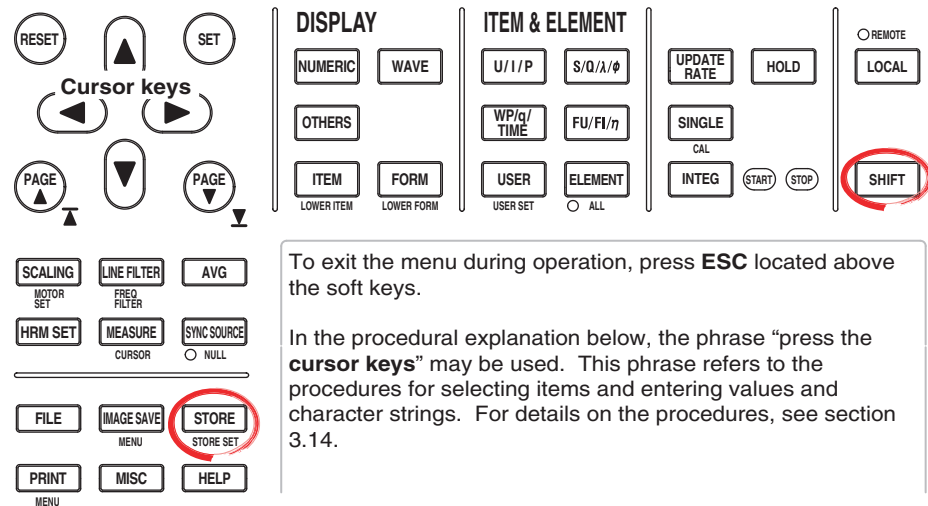 RESET
SET
Cursor keys
PAGE
PAGE
DISPLAY
NUMERIC
WAVE
OTHERS
ITEM
FORM
LOWER ITEM
LOWER FORM
ITEM & ELEMENT
U/I/P
S/Q/λ/ø
WP/q/
TIME
FU/FI/η
USER
ELEMENT
USER SET
ALL
UPDATE
RATE
HOLD
SINGLE
CAL
INTEG
START
STOP
REMOTE
LOCAL
SHIFT
SCALING
LINE FILTER
AVG
MOTOR
SET
FREQ
FILTER
HRM SET
MEASURE
SYNC SOURCE
CURSOR
NULL
FILE
IMAGE SAVE
STORE
MENU
STORE SET
PRINT
MISC
HELP
MENU
To exit the menu during operation, press ESC located above
the soft keys.
In the procedural explanation below, the phrase “press the
cursor keys” may be used. This phrase refers to the
procedures for selecting items and entering values and
character strings. For details on the procedures, see section
3.14.